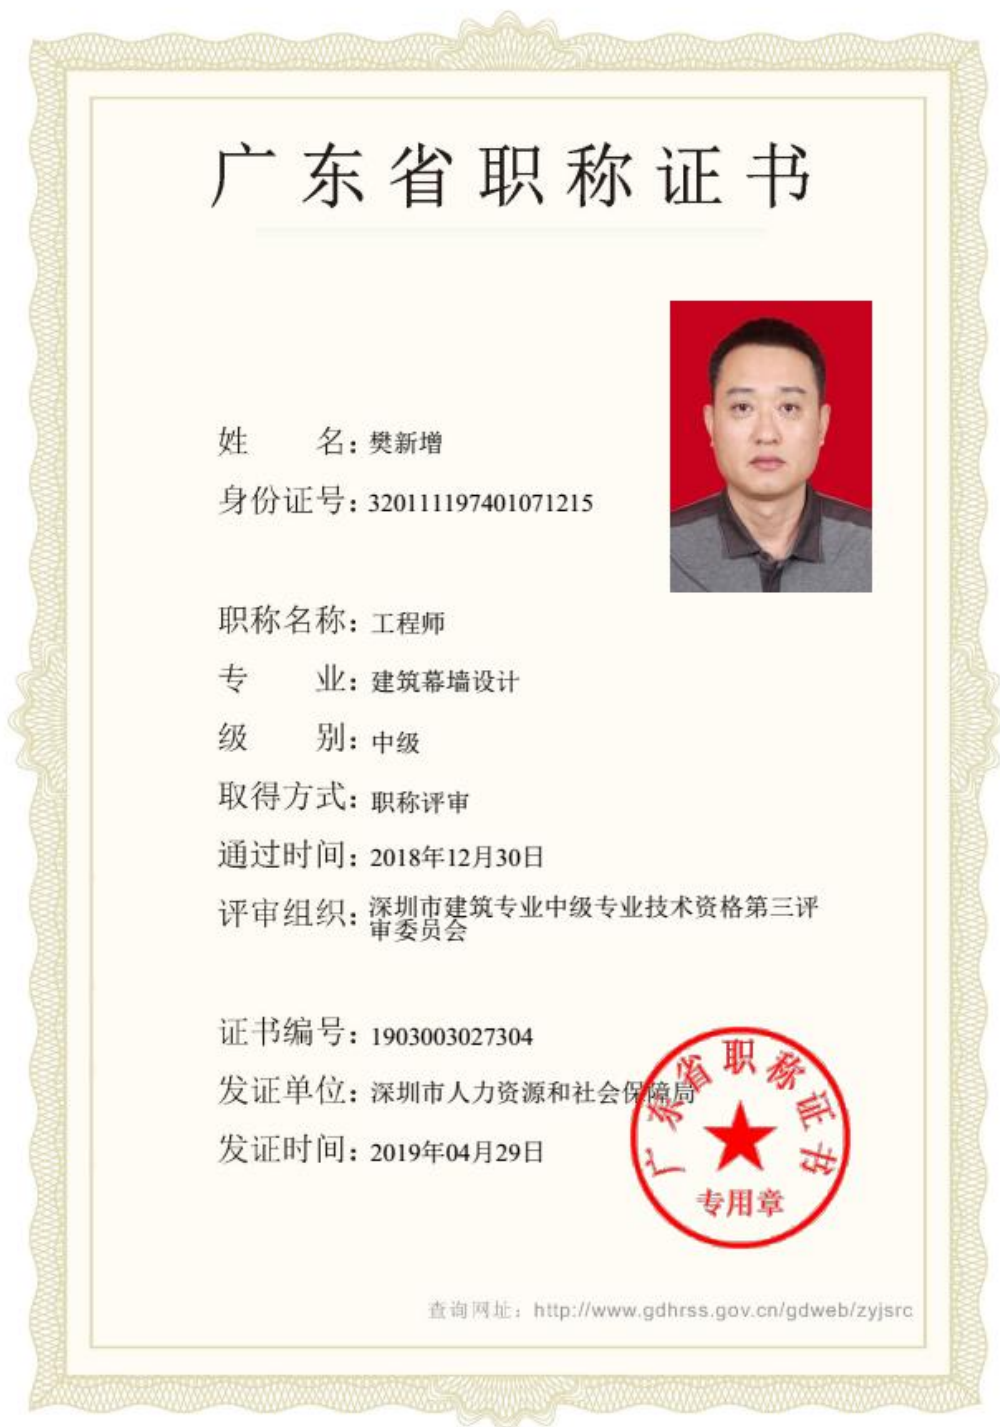 广东省职称证书
姓 名：樊新增
身份证号：320111197401071215
职称名称：工程师
专 业：建筑幕墙设计
级 别：中级
取得方式：职称评审
通过时间：2018年12月30日
评审组织：深圳市建筑专业中级专业技术资格第三评
审委员会
证书编号：1903003027304
发证单位：深圳市人力资源和社会保障局
发证时间：2019年04月29日
广东省职称证书
专用章
查询网址：http://www.gdhrss.gov.cn/gdweb/zyjsrc